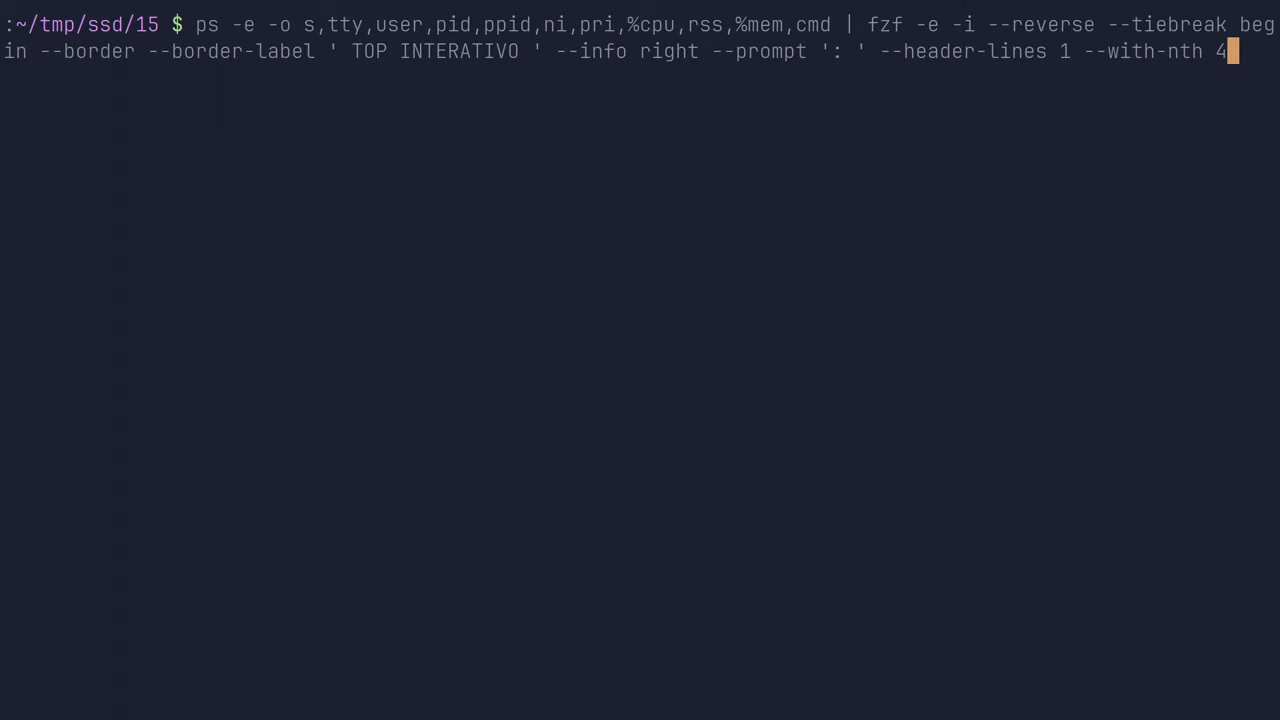 :~/tmp/ssd/15 $ ps -e -o s,tty,user,pid,ppid,ni,pri,%cpu,rss,%mem,cmd | fzf -e -i --reverse --tiebreak beg
in --border --border-label ' TOP INTERATIVO ' --info right --prompt ': ' --header-lines 1 --with-nth 4